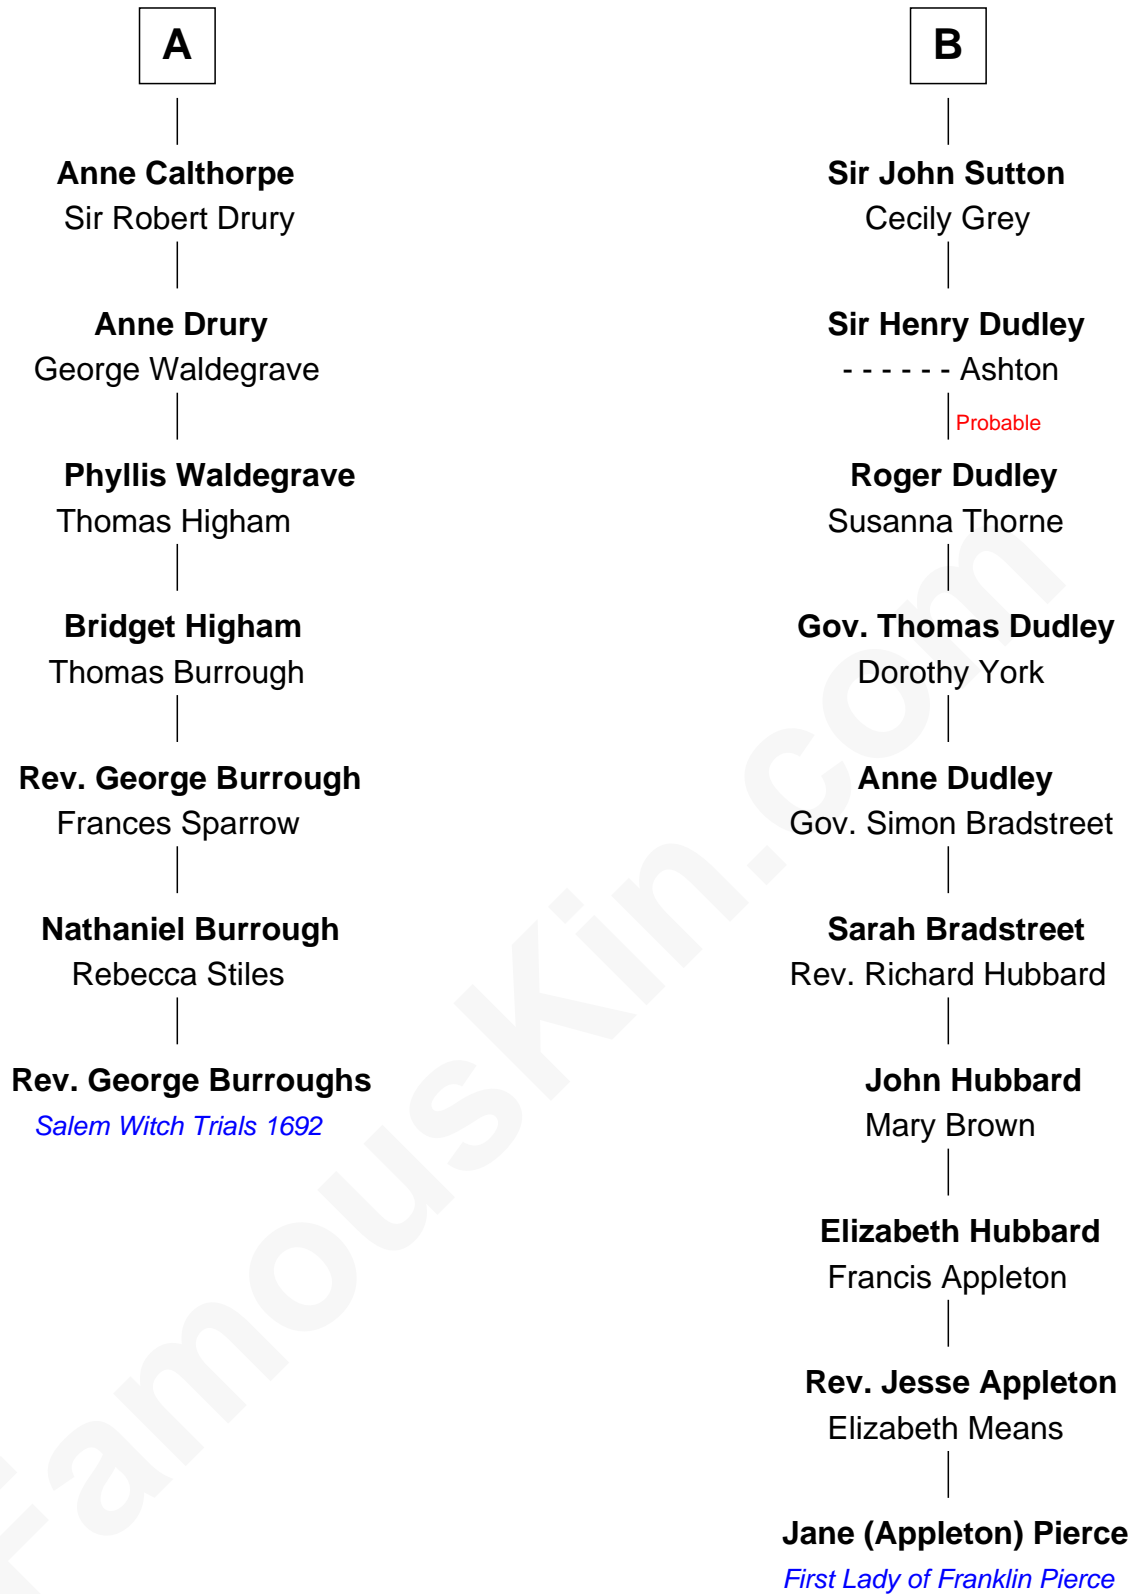 A
Anne Calthorpe
Sir Robert Drury
Anne Drury
George Waldegrave
Phyllis Waldegrave
Thomas Higham
Bridget Higham
Thomas Burrough
Rev. George Burrough
Frances Sparrow
Nathaniel Burrough
Rebecca Stiles
Rev. George Burroughs
Salem Witch Trials 1692
B
Sir John Sutton
Cecily Grey
Sir Henry Dudley
- - - - - - Ashton
Probable
Roger Dudley
Susanna Thorne
Gov. Thomas Dudley
Dorothy York
Anne Dudley
Gov. Simon Bradstreet
Sarah Bradstreet
Rev. Richard Hubbard
John Hubbard
Mary Brown
Elizabeth Hubbard
Francis Appleton
Rev. Jesse Appleton
Elizabeth Means
Jane (Appleton) Pierce
First Lady of Franklin Pierce
FamousKin.com